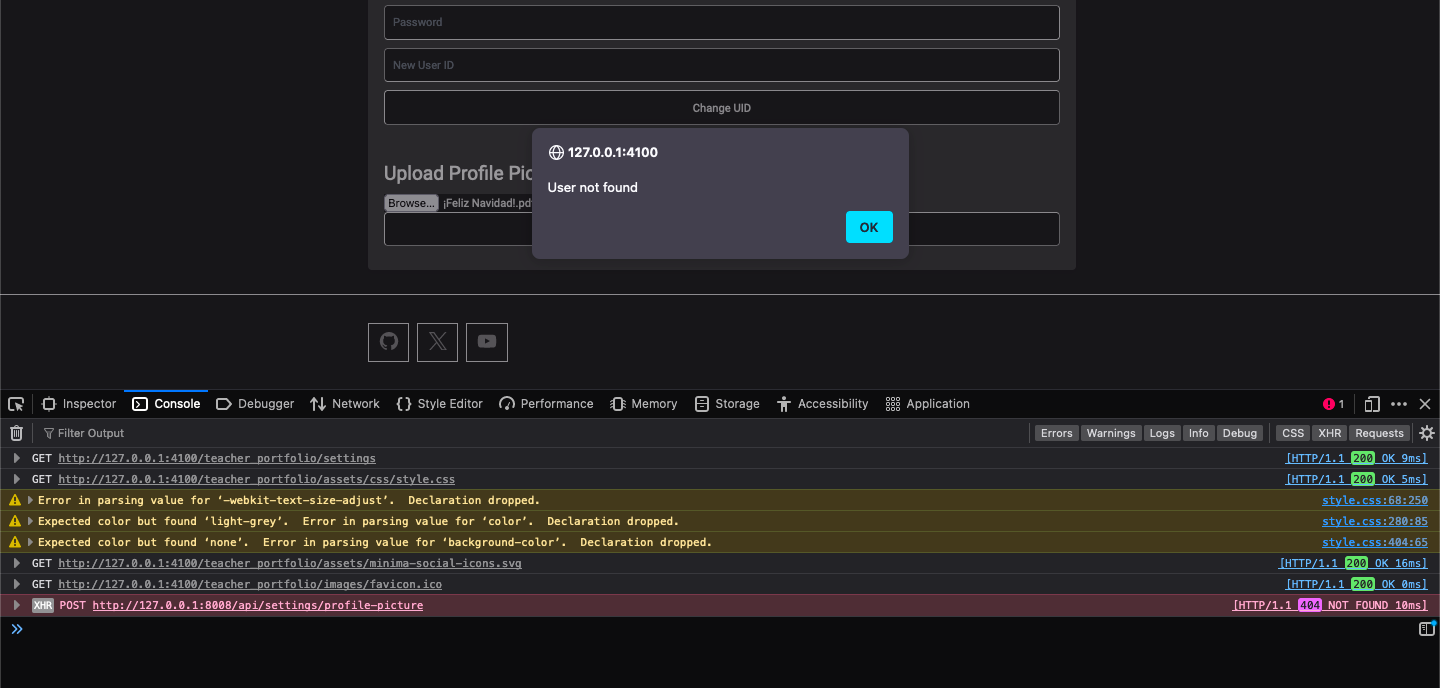 Password
New User ID
Change UID
127.0.0.1:4100
User not found
OK
Upload Profile Pic
Browse... ¡Feliz Navidad!.pd
Inspector Console Debugger Network Style Editor Performance Memory Storage Accessibility Application 1
Filter Output Errors Warnings Logs Info Debug CSS XHR Requests
GET http://127.0.0.1:4100/teacher_portfolio/settings [HTTP/1.1 200 OK 9ms]
GET http://127.0.0.1:4100/teacher_portfolio/assets/css/style.css [HTTP/1.1 200 OK 5ms]
Error in parsing value for ‘-webkit-text-size-adjust’. Declaration dropped. style.css:68:250
Expected color but found ‘light-grey’. Error in parsing value for ‘color’. Declaration dropped. style.css:280:85
Expected color but found ‘none’. Error in parsing value for ‘background-color’. Declaration dropped. style.css:404:65
GET http://127.0.0.1:4100/teacher_portfolio/assets/minima-social-icons.svg [HTTP/1.1 200 OK 16ms]
GET http://127.0.0.1:4100/teacher_portfolio/images/favicon.ico [HTTP/1.1 200 OK 0ms]
XHR POST http://127.0.0.1:8008/api/settings/profile-picture [HTTP/1.1 404 NOT FOUND 10ms]